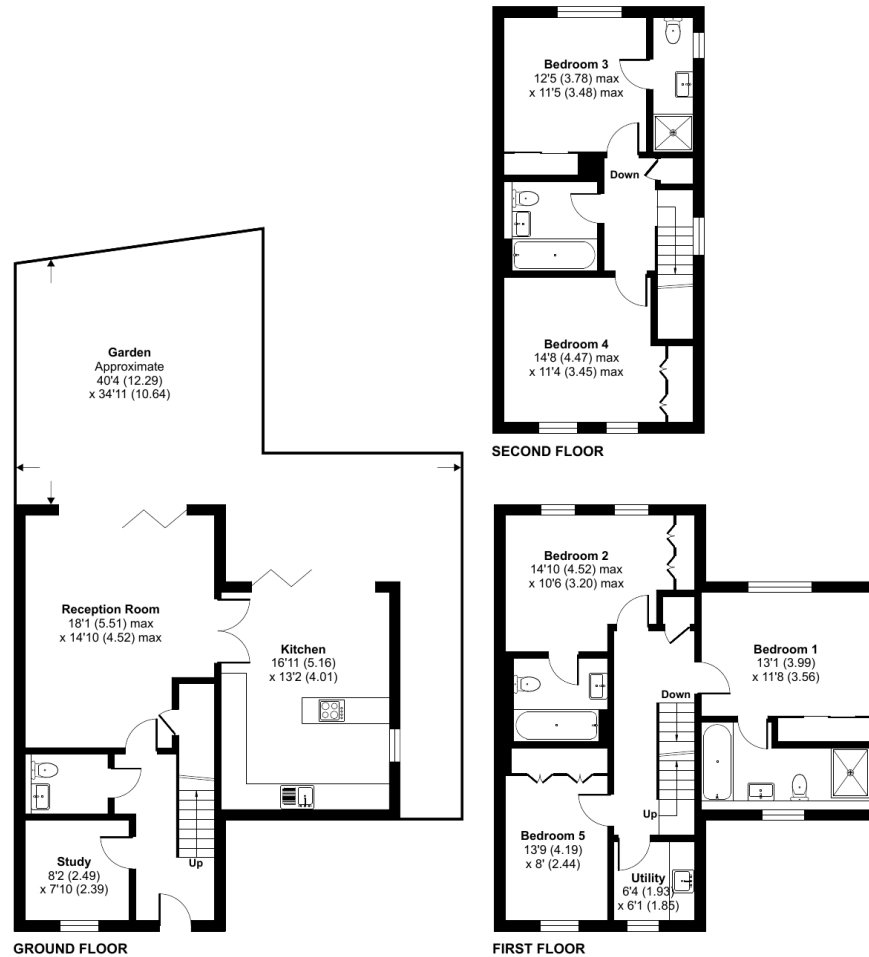 Bedroom 3
12'5 (3.78) max
x 11'5 (3.48) max
Down
Bedroom 4
14'8 (4.47) max
x 11'4 (3.45) max
SECOND FLOOR
Garden
Approximate
40'4 (12.29)
x 34'11 (10.64)
Reception Room
18'1 (5.51) max
x 14'10 (4.52) max
Kitchen
16'11 (5.16)
x 13'2 (4.01)
Study
8'2 (2.49)
x 7'10 (2.39)
Up
GROUND FLOOR
Bedroom 2
14'10 (4.52) max
x 10'6 (3.20) max
Bedroom 1
13'1 (3.99)
x 11'8 (3.56)
Down
Up
Bedroom 5
13'9 (4.19)
x 8' (2.44)
Utility
6'4 (1.93)
x 6'1 (1.85)
FIRST FLOOR